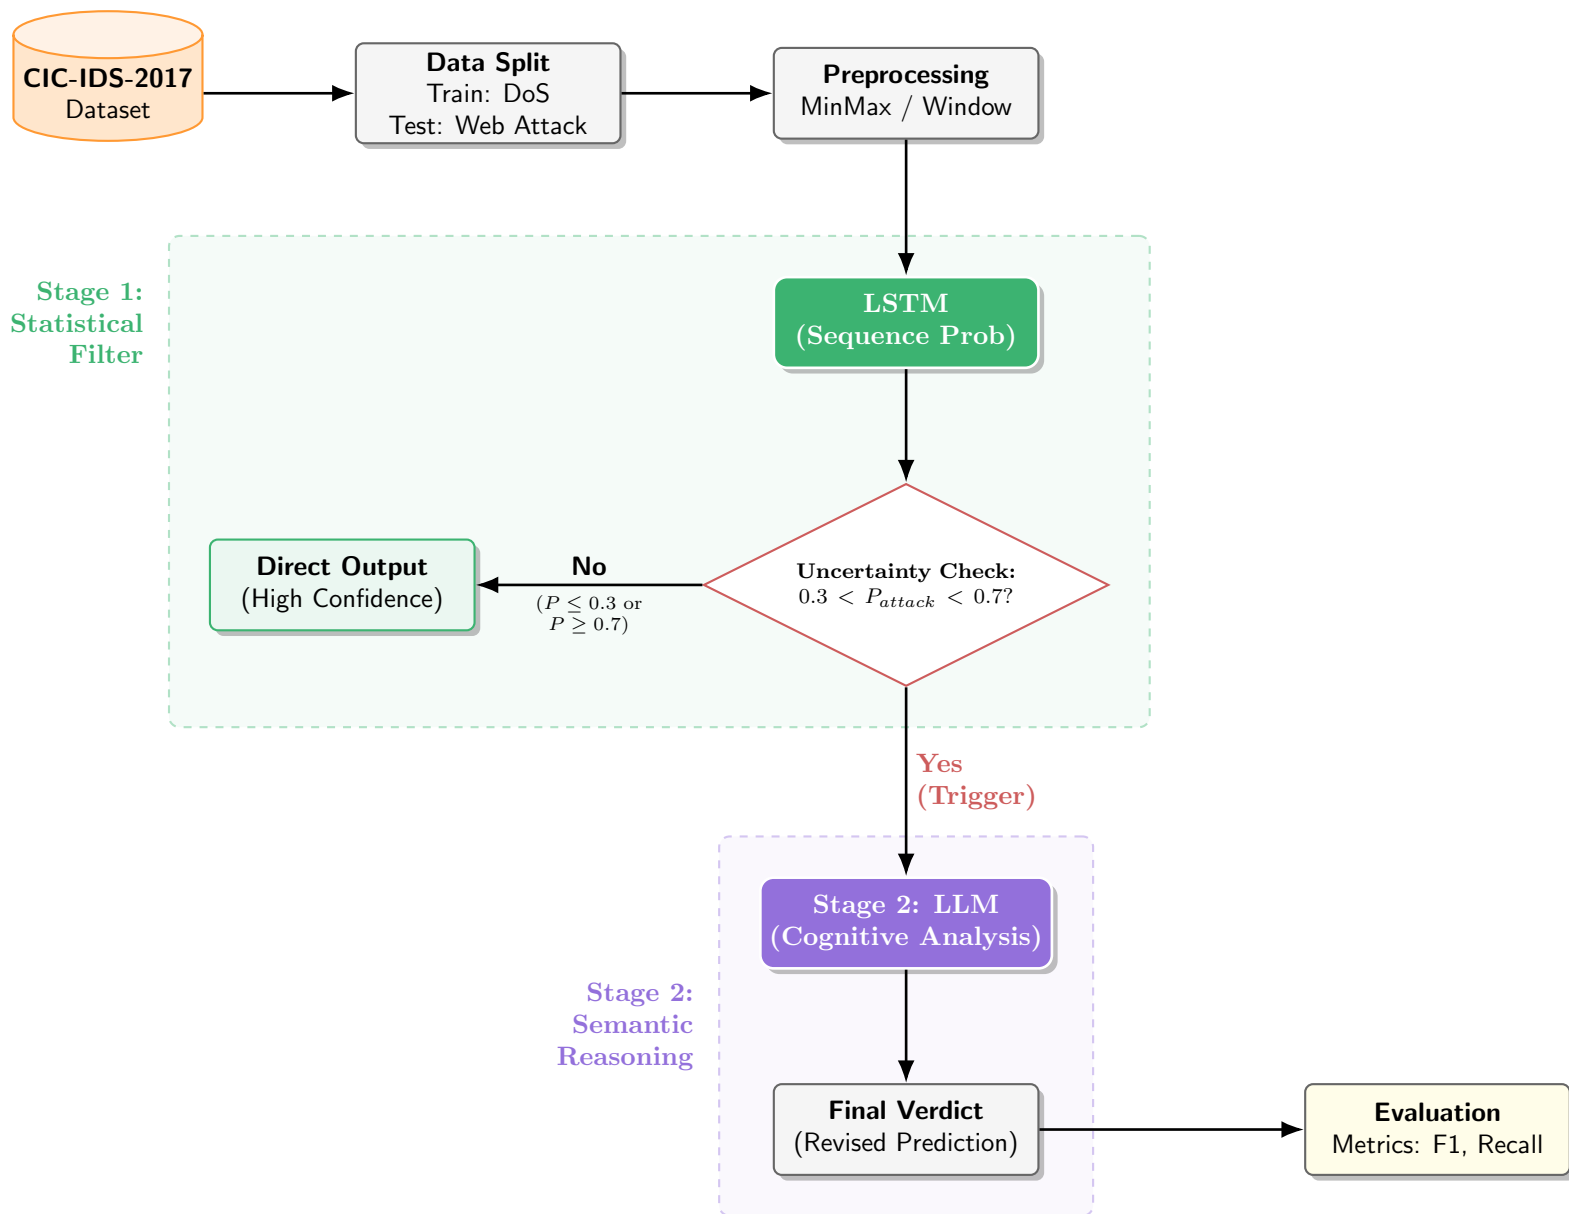 CIC-IDS-2017
Dataset
Data Split
Train: DoS
Test: Web Attack
Preprocessing
MinMax / Window
Stage 1:
Statistical
Filter
LSTM
(Sequence Prob)
Uncertainty Check:
0.3 < P_attack < 0.7?
No
(P ≤ 0.3 or
P ≥ 0.7)
Direct Output
(High Confidence)
Yes
(Trigger)
Stage 2: LLM
(Cognitive Analysis)
Stage 2:
Semantic
Reasoning
Final Verdict
(Revised Prediction)
Evaluation
Metrics: F1, Recall